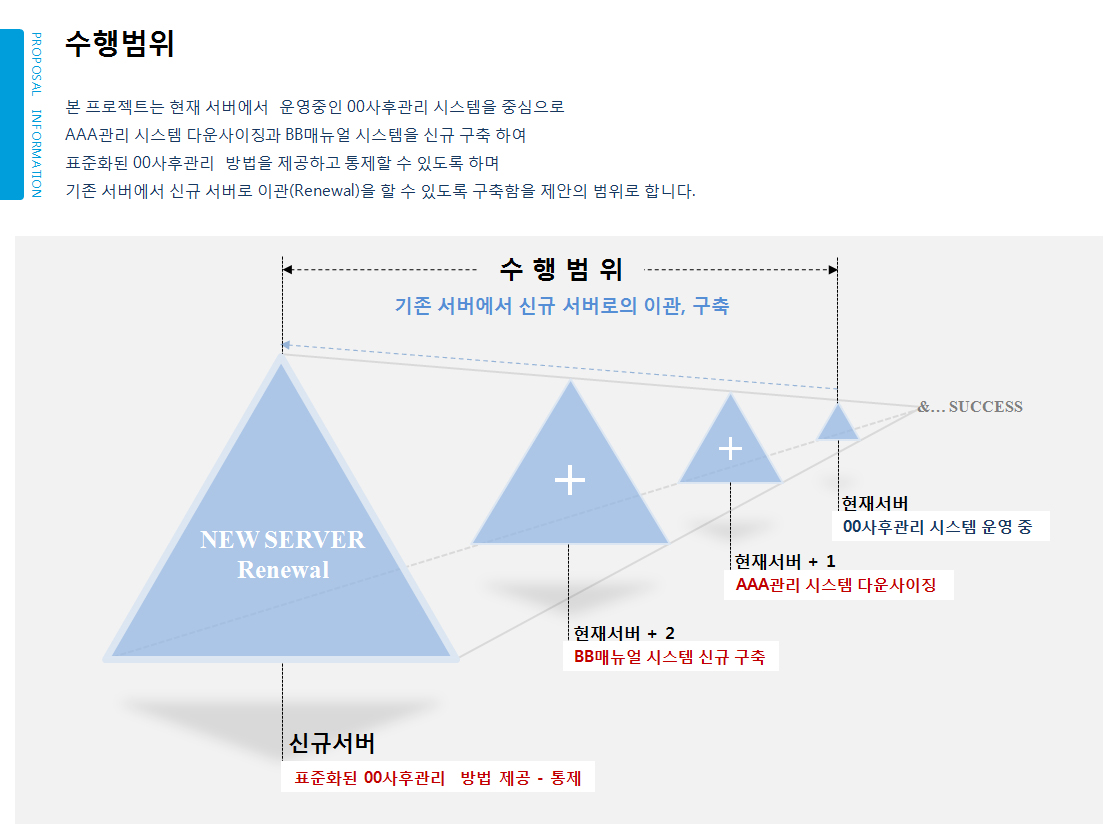 PROPOSAL INFORMATION
수행범위
본 프로젝트는 현재 서버에서 운영중인 00사후관리 시스템을 중심으로
AAA관리 시스템 다운사이징과 BB매뉴얼 시스템을 신규 구축 하여
표준화된 00사후관리 방법을 제공하고 통제할 수 있도록 하며
기존 서버에서 신규 서버로 이관(Renewal)을 할 수 있도록 구축함을 제안의 범위로 합니다.
수 행 범 위
기존 서버에서 신규 서버로의 이관, 구축
&... SUCCESS
+
+
현재서버
00사후관리 시스템 운영 중
NEW SERVER
Renewal
현재서버 + 1
AAA관리 시스템 다운사이징
현재서버 + 2
BB매뉴얼 시스템 신규 구축
신규서버
표준화된 00사후관리 방법 제공 - 통제